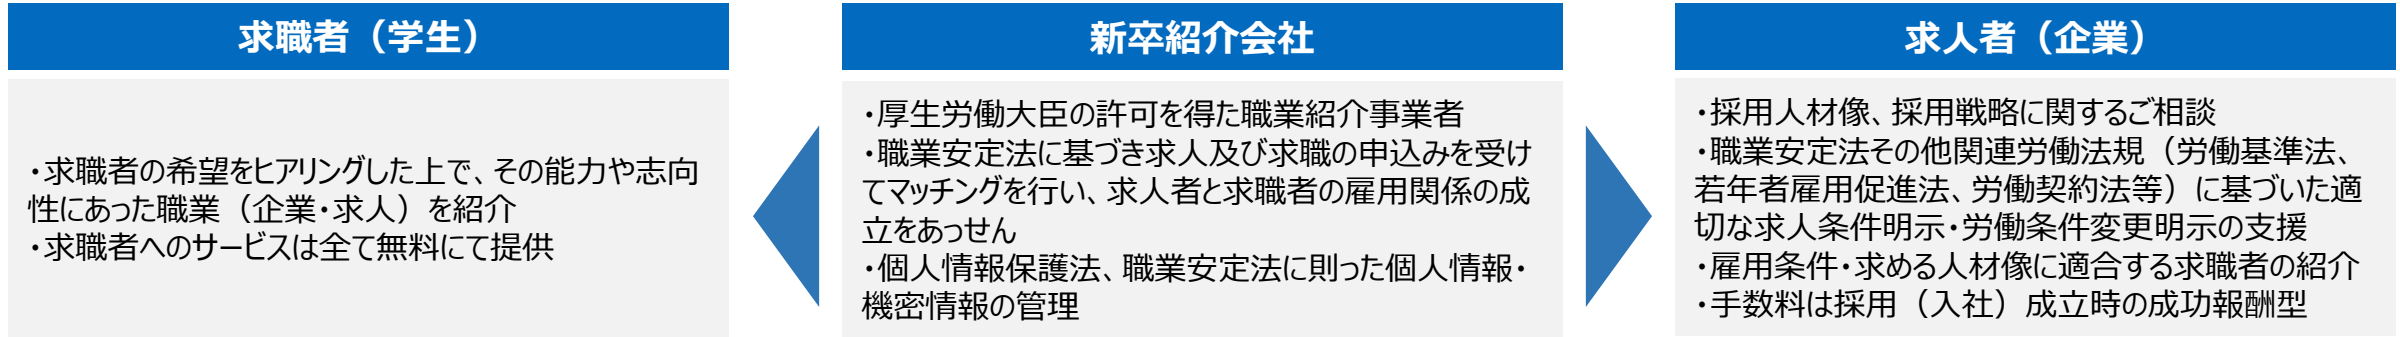 求職者（学生）
・求職者の希望をヒアリングした上で、その能力や志向
性にあった職業（企業・求人）を紹介
・求職者へのサービスは全て無料にて提供
新卒紹介会社
・厚生労働大臣の許可を得た職業紹介事業者
・職業安定法に基づき求人及び求職の申込みを受け
てマッチングを行い、求人者と求職者の雇用関係の成
立をあっせん
・個人情報保護法、職業安定法に則った個人情報・
機密情報の管理
求人者（企業）
・採用人材像、採用戦略に関するご相談
・職業安定法その他関連労働法規（労働基準法、
若年者雇用促進法、労働契約法等）に基づいた適
切な求人条件明示・労働条件変更明示の支援
・雇用条件・求める人材像に適合する求職者の紹介
・手数料は採用（入社）成立時の成功報酬型